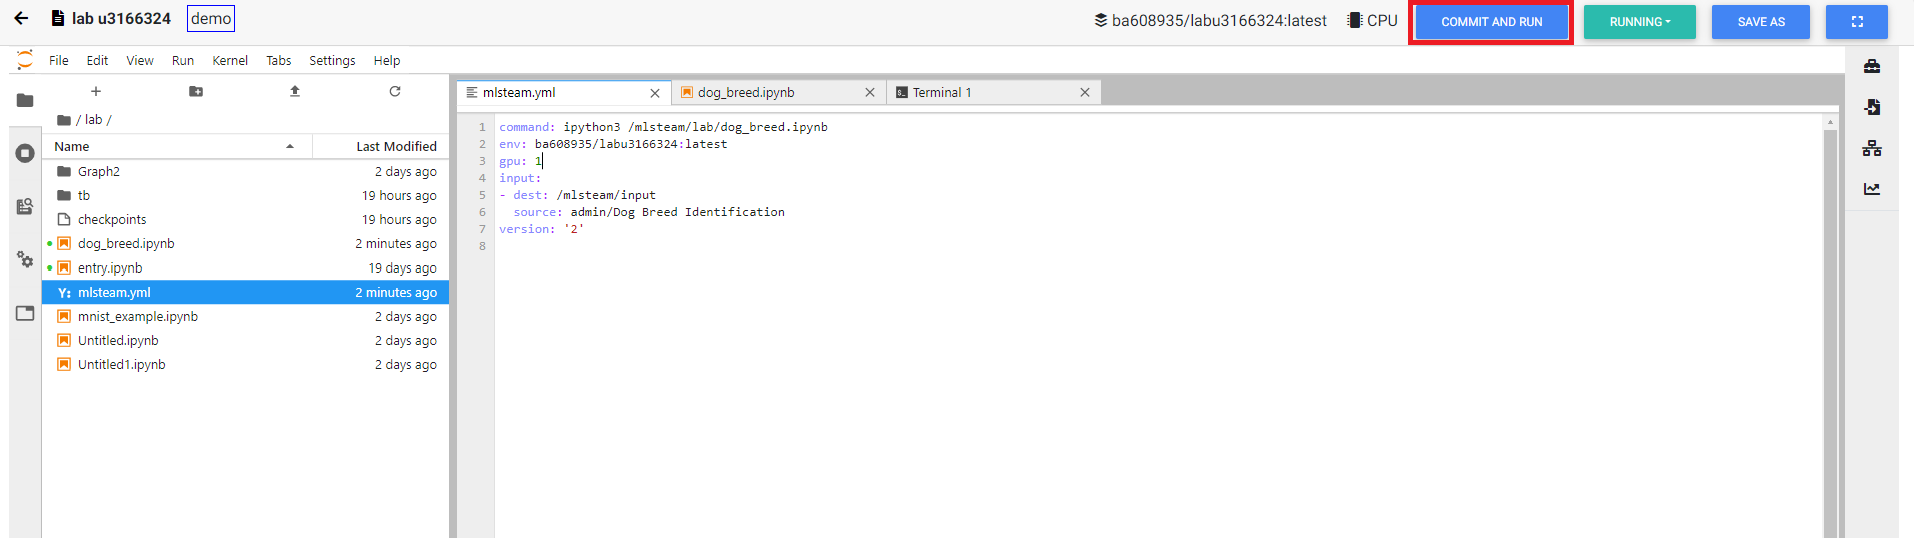 lab u3166324 demo ba608935/labu3166324:latest CPU COMMIT AND RUN RUNNING SAVE AS
File Edit View Run Kernel Tabs Settings Help
mlsteam.yml dog_breed.ipynb Terminal 1
/ lab /
Name Last Modified
Graph2 2 days ago
tb 19 hours ago
checkpoints 19 hours ago
dog_breed.ipynb 2 minutes ago
entry.ipynb 19 days ago
Y: mlsteam.yml 2 minutes ago
mnist_example.ipynb 2 days ago
Untitled.ipynb 2 days ago
Untitled1.ipynb 2 days ago
1 command: ipython3 /mlsteam/lab/dog_breed.ipynb
2 env: ba608935/labu3166324:latest
3 gpu: 1
4 input:
5 - dest: /mlsteam/input
6 source: admin/Dog Breed Identification
7 version: '2'
8